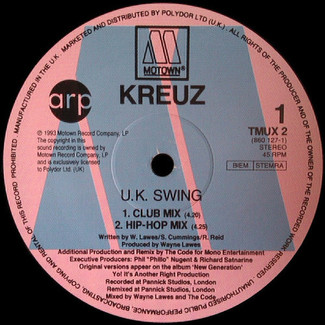 MANUFACTURED IN THE U.K. MARKETED AND DISTRIBUTED BY POLYDOR LTD (U.K.) - ALL RIGHTS OF THE PRODUCER AND OF THE OWNER OF THE RECORDED WORK RESERVED UNAUTHORISED PUBLIC PERFORMANCE, BROADCASTING COPYING AND RE-RECORDING OF THIS RECORD PROHIBITED
M
MOTOWN®
arp
KREUZ
1
TMUX 2
(860 127-1)
STEREO
45 RPM
BIEM STEMRA
℗ 1993 Motown Record Company, LP
The copyright in this
sound recording is owned by
Motown Record Company, LP
and is exclusively licensed
to Polydor Ltd. (UK)
U.K. SWING
1. CLUB MIX (4.20)
2. HIP-HOP MIX (4.25)
Written by W. Lawes/S. Cummings/R. Reid
Produced by Wayne Lawes
Additional Production and Remix by The Code for Mono Entertainment
Executive Producers: Phil "Philo" Nugent & Richard Satnarine
Original versions appear on the album 'New Generation'
Yo! It's Another Right Production
Recorded at Pannick Studios, London
Remixed at Pannick Studios, London
Mixed by Wayne Lawes and The Code